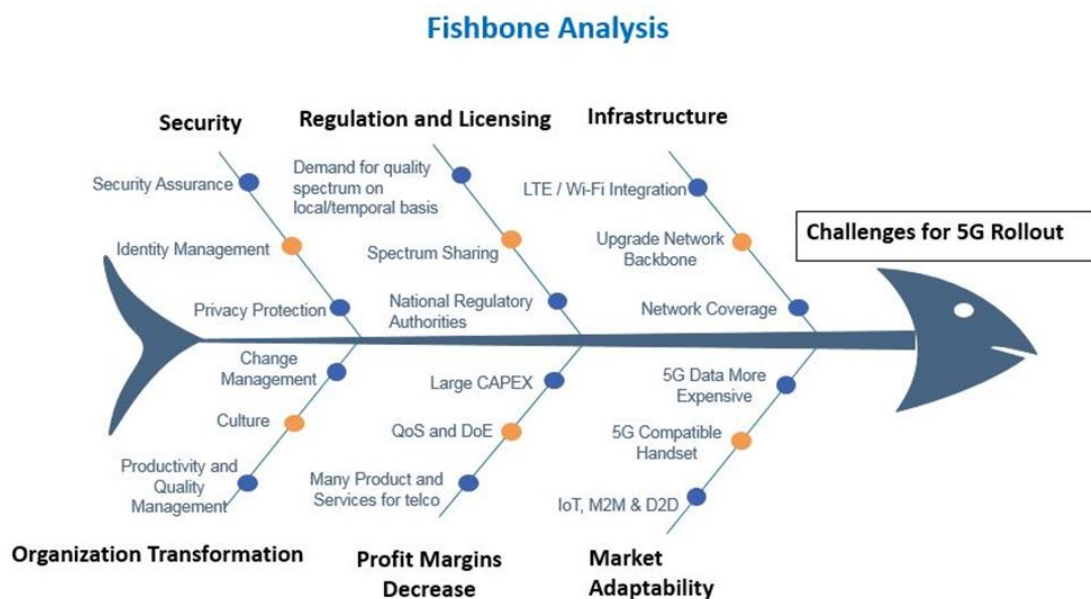 Fishbone Analysis
Security
Regulation and Licensing
Infrastructure
Security Assurance
Identity Management
Privacy Protection
Demand for quality
spectrum on
local/temporal basis
Spectrum Sharing
National Regulatory
Authorities
LTE / Wi-Fi Integration
Upgrade Network
Backbone
Network Coverage
Challenges for 5G Rollout
Change
Management
Culture
Productivity and
Quality
Management
Large CAPEX
QoS and DoE
Many Product and
Services for telco
5G Data More
Expensive
5G Compatible
Handset
IoT, M2M & D2D
Organization Transformation
Profit Margins
Decrease
Market
Adaptability